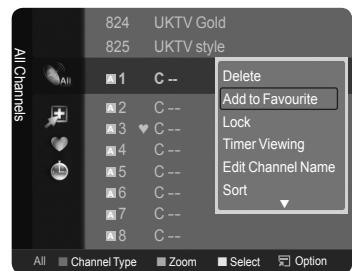 824 UKTV Gold
825 UKTV style
All Channels
All
A 1 C --
A 2 C --
A 3 ♥ C --
A 4 C --
A 5 C --
A 6 C --
A 7 C --
A 8 C --
Delete
Add to Favourite
Lock
Timer Viewing
Edit Channel Name
Sort
▼
All Channel Type Zoom Select Option